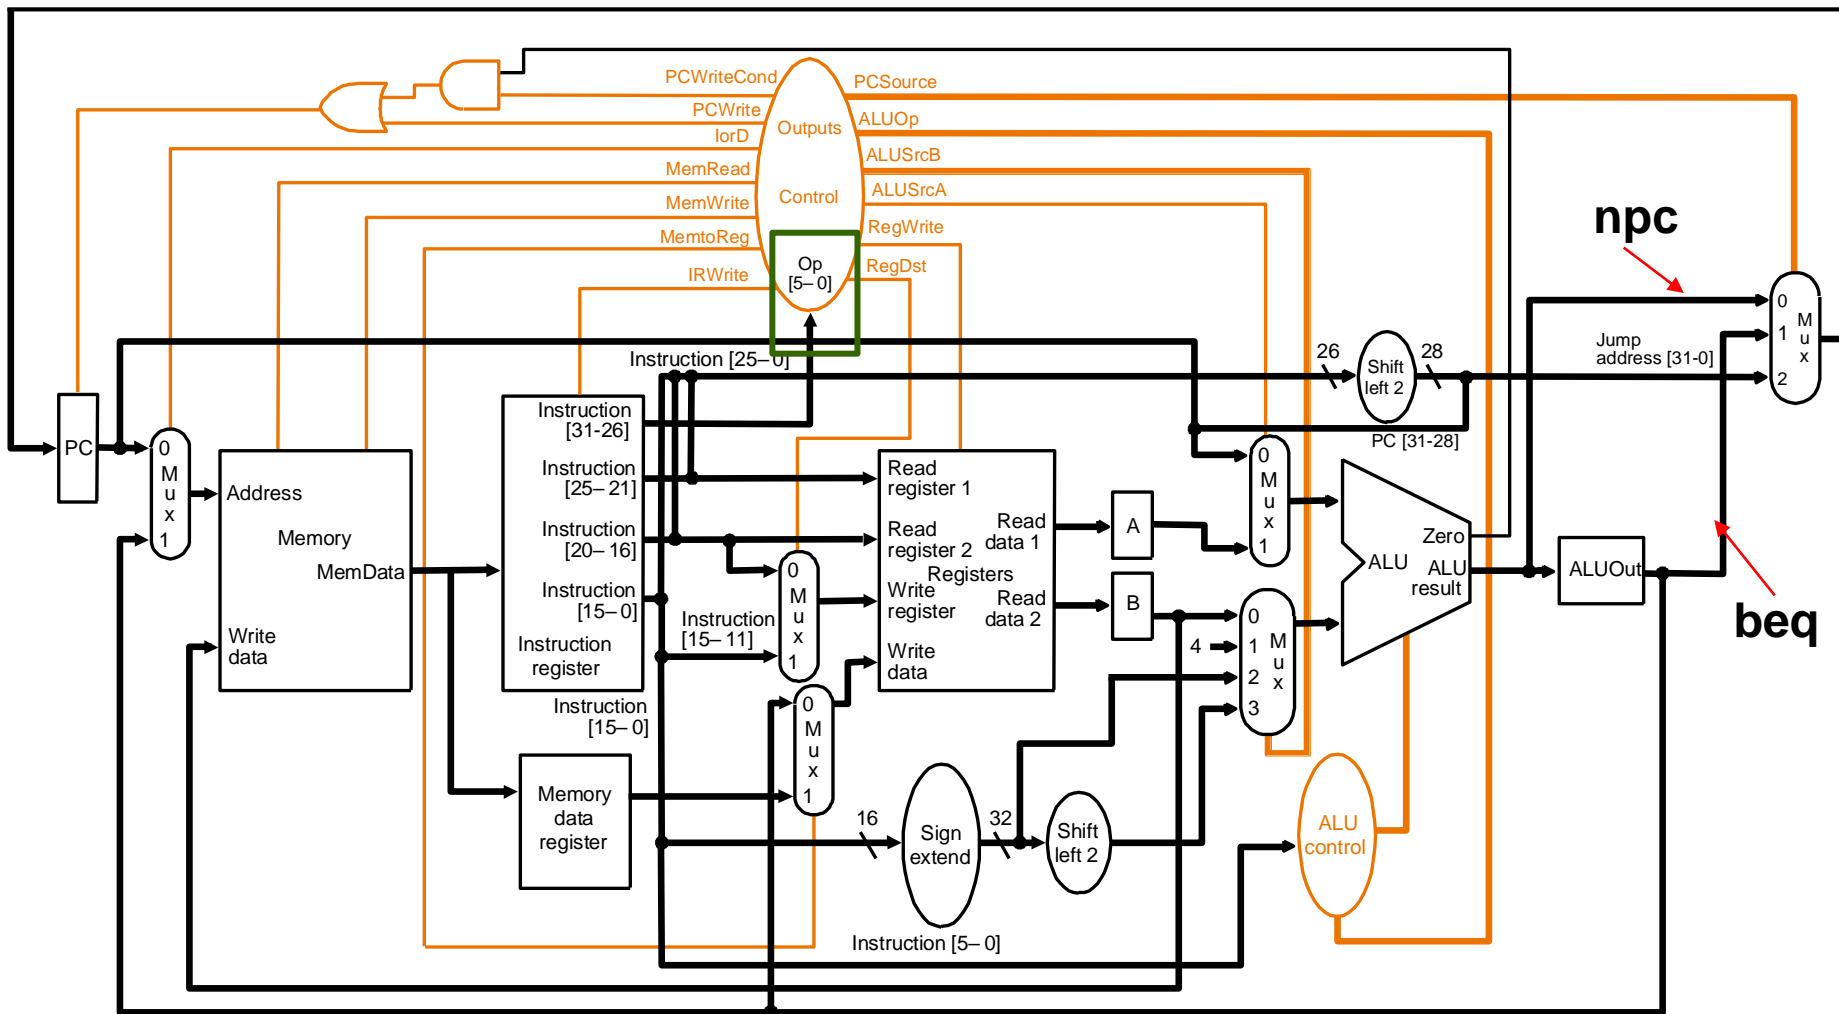 PCWriteCond
PCSource
PCWrite
ALUOp
Outputs
IorD
ALUSrcB
MemRead
ALUSrcA
Control
MemWrite
RegWrite
MemtoReg
Op
[5–0]
RegDst
IRWrite
npc
0
1
2
M
u
x
Jump
address [31-0]
Instruction [25–0]
26
Shift
left 2
28
PC [31-28]
PC
0
M
u
x
1
Address
Memory
MemData
Write
data
Instruction
[31-26]
Instruction
[25–21]
Instruction
[20–16]
Instruction
[15–0]
Instruction
register
Instruction
[15–11]
Instruction
[15–0]
0
M
u
x
1
Read
register 1
Read
register 2
Registers
Write
register
Write
data
Read
data 1
Read
data 2
A
B
0
M
u
x
1
4
0
1
2
3
M
u
x
Zero
ALU
ALU
result
ALUOut
beq
0
M
u
x
1
Memory
data
register
16
Sign
extend
32
Shift
left 2
ALU
control
Instruction [5–0]